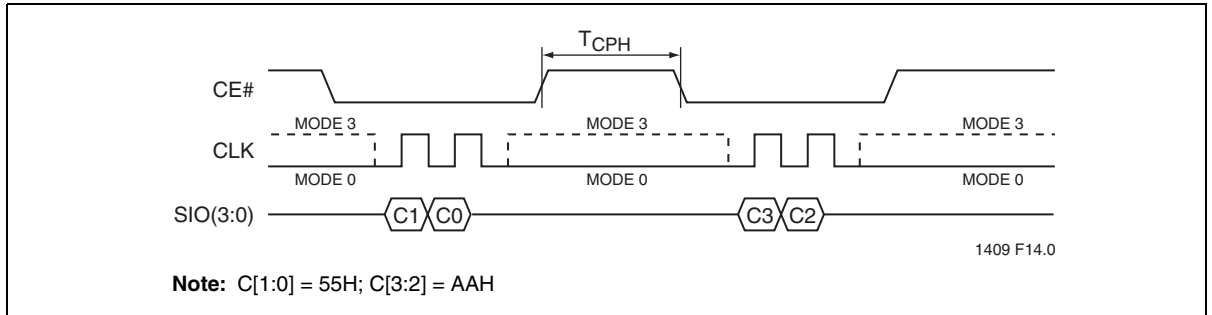 TCPH
CE#
MODE 3 MODE 3 MODE 3
CLK
MODE 0 MODE 0 MODE 0
SIO(3:0) C1 C0 C3 C2
1409 F14.0
Note: C[1:0] = 55H; C[3:2] = AAH